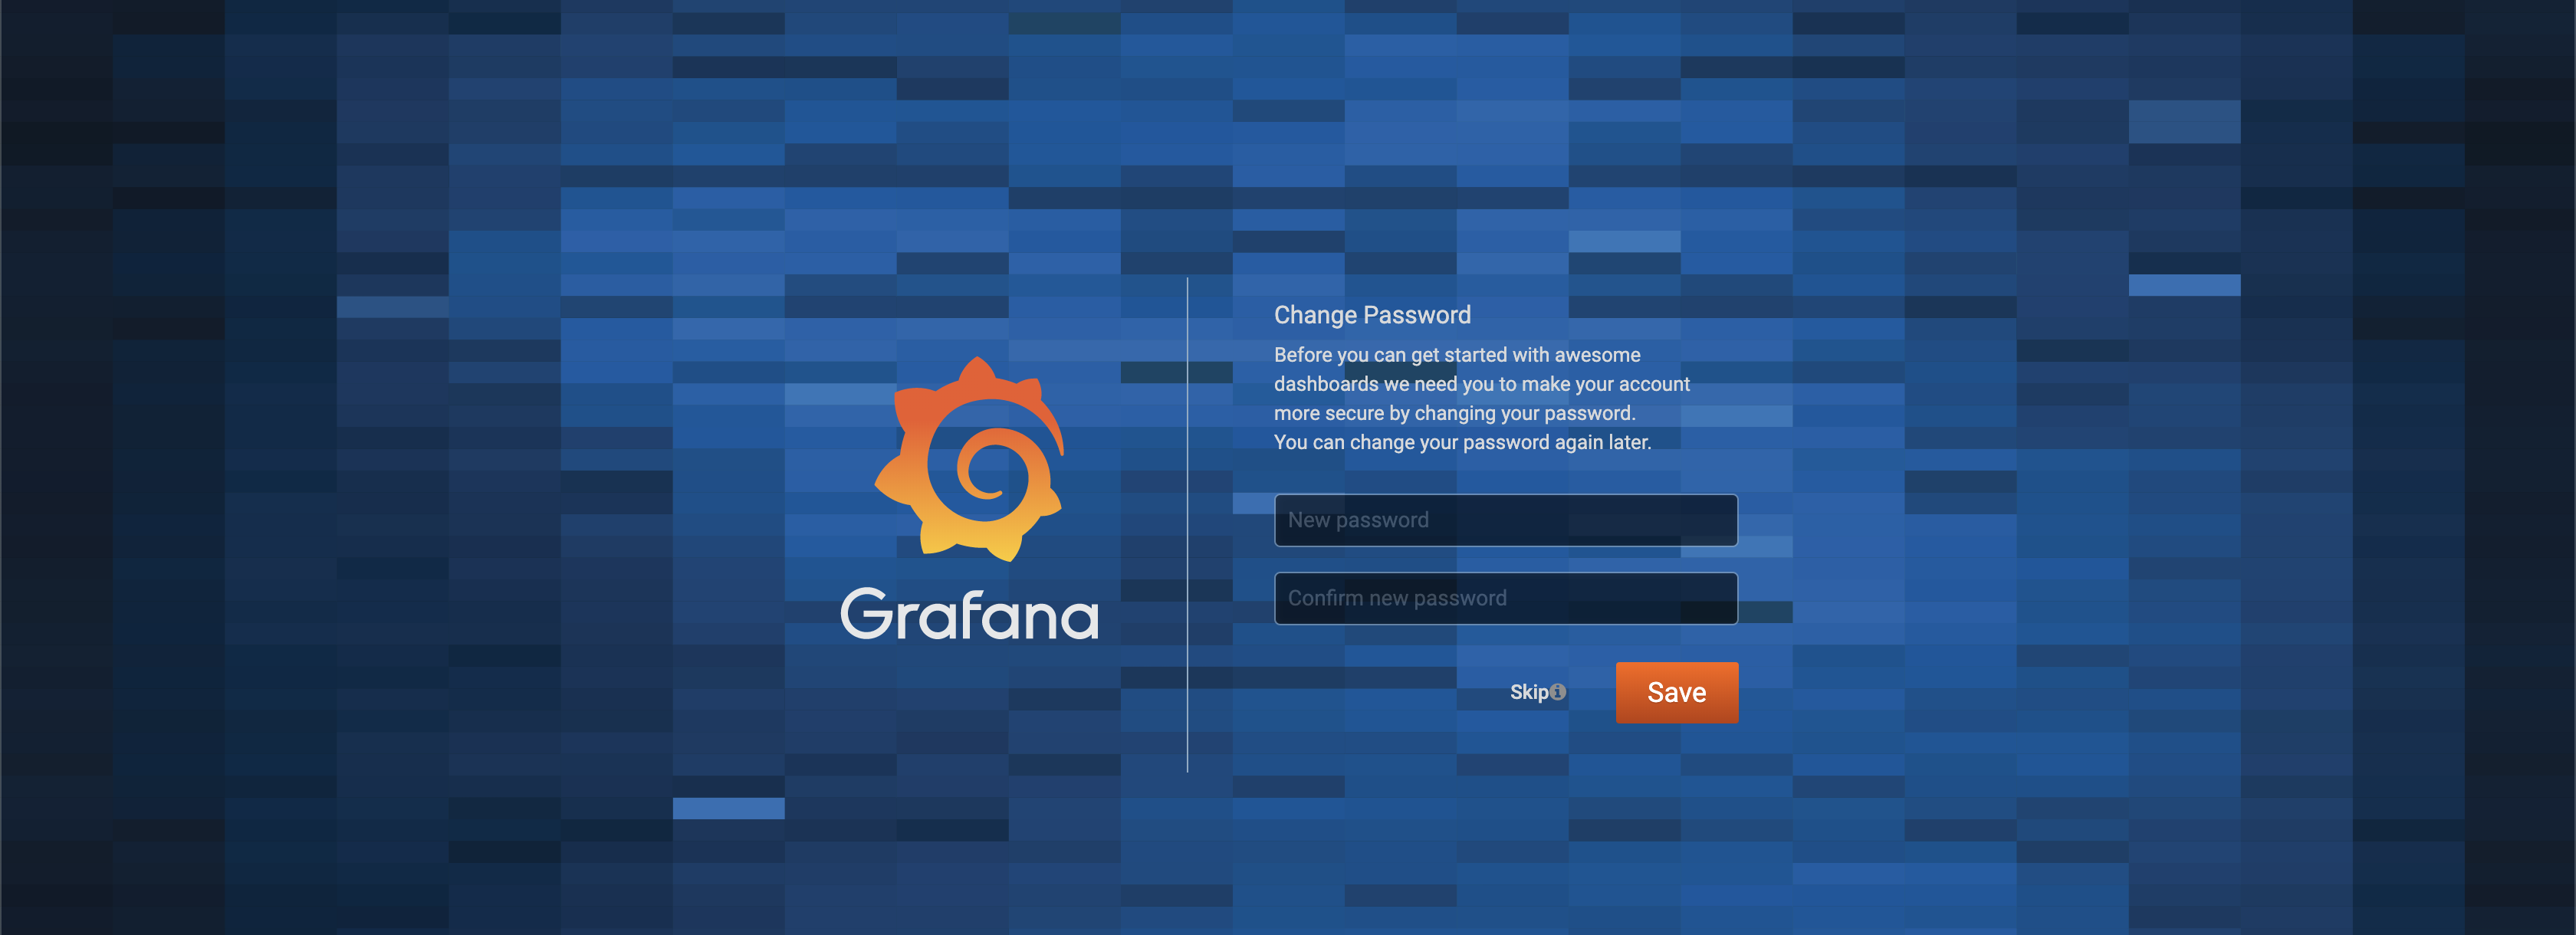 Grafana
Change Password
Before you can get started with awesome
dashboards we need you to make your account
more secure by changing your password.
You can change your password again later.
New password
Confirm new password
Skip
Save